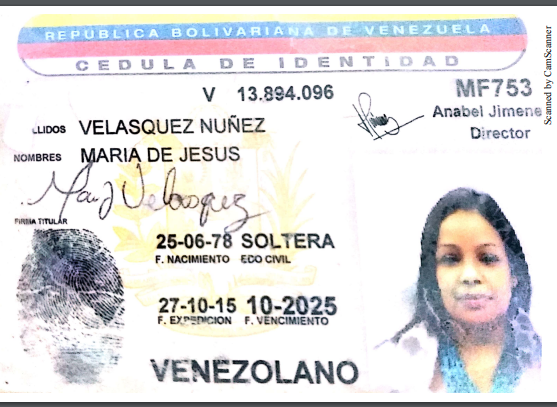 REPUBLICA BOLIVARIANA DE VENEZUELA
CEDULA DE IDENTIDAD
V 13.894.096
MF753
Anabel Jimene
Director
LLIDOS VELASQUEZ NUÑEZ
NOMBRES MARIA DE JESUS
FIRMA TITULAR
25-06-78 SOLTERA
F. NACIMIENTO EDO CIVIL
27-10-15 10-2025
F. EXPEDICION F. VENCIMIENTO
VENEZOLANO
Scanned by CamScanner